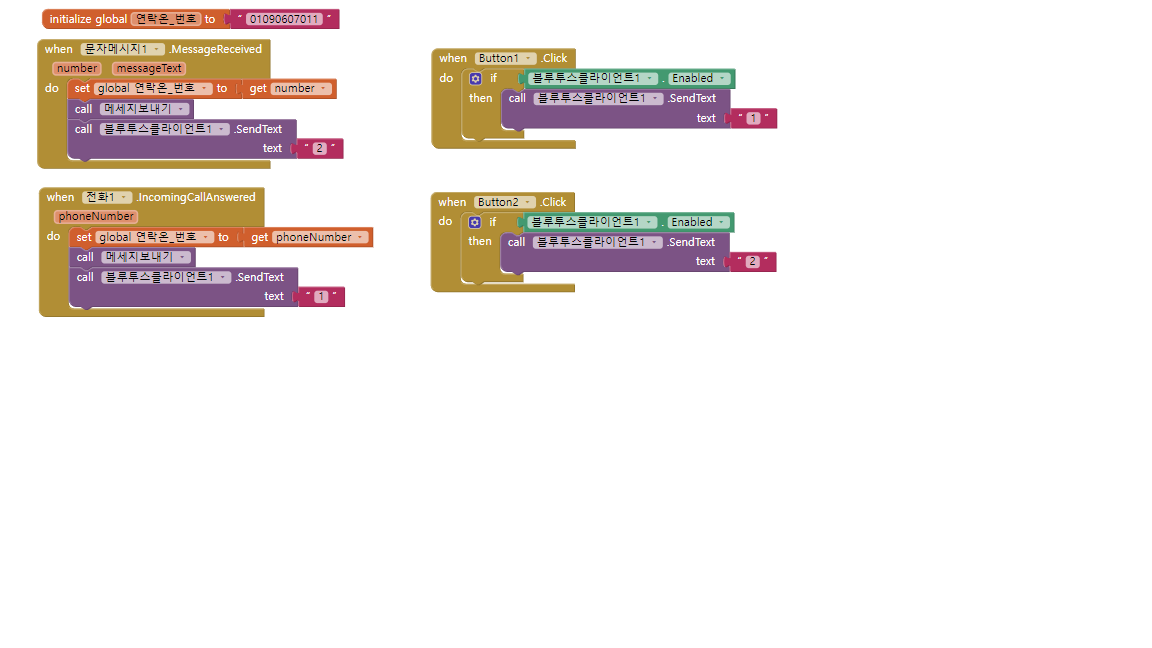 initialize global 연락온_번호 to " 01090607011 "
when 문자메시지1 .MessageReceived
number messageText
do set global 연락온_번호 to get number
call 메세지보내기
call 블루투스클라이언트1 .SendText
text " 2 "
when 전화1 .IncomingCallAnswered
phoneNumber
do set global 연락온_번호 to get phoneNumber
call 메세지보내기
call 블루투스클라이언트1 .SendText
text " 1 "
when Button1 .Click
do if 블루투스클라이언트1 . Enabled
then call 블루투스클라이언트1 .SendText
text " 1 "
when Button2 .Click
do if 블루투스클라이언트1 . Enabled
then call 블루투스클라이언트1 .SendText
text " 2 "